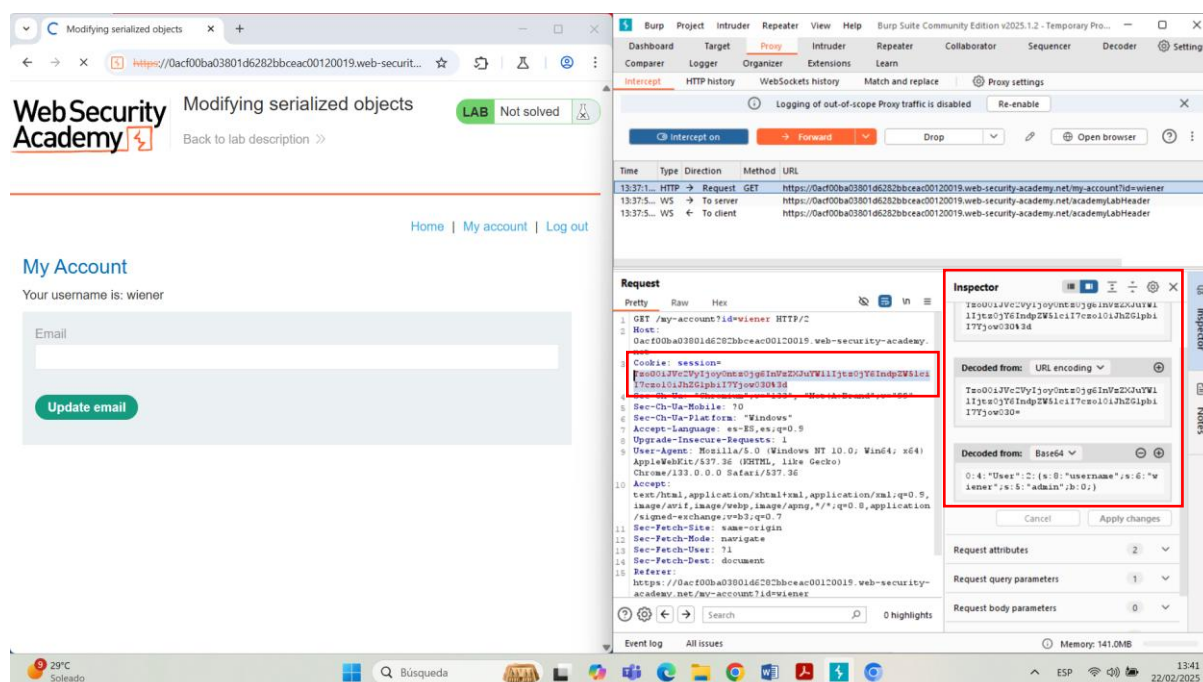 Modifying serialized objects
https://0acf00ba03801d6282bbceac00120019.web-securit...
Web Security
Academy
Modifying serialized objects
Back to lab description
LAB Not solved
Home | My account | Log out
My Account
Your username is: wiener
Email
Update email
Burp Project Intruder Repeater View Help Burp Suite Community Edition v2025.1.2 - Temporary Pro...
Dashboard Target Proxy Intruder Repeater Collaborator Sequencer Decoder Setting
Comparer Logger Organizer Extensions Learn
Intercept HTTP history WebSockets history Match and replace Proxy settings
Logging of out-of-scope Proxy traffic is disabled Re-enable
Intercept on Forward Drop Open browser
Time Type Direction Method URL
13:37:1... HTTP → Request GET https://0acf00ba03801d6282bbceac00120019.web-security-academy.net/my-account?id=wiener
13:37:5... WS → To server https://0acf00ba03801d6282bbceac00120019.web-security-academy.net/academyLabHeader
13:37:5... WS ← To client https://0acf00ba03801d6282bbceac00120019.web-security-academy.net/academyLabHeader
Request
Pretty Raw Hex
1 GET /my-account?id=wiener HTTP/2
2 Host:
0acf00ba03801d6282bbceac00120019.web-security-academy.
3 Cookie: session=
5 Sec-Ch-Ua-Mobile: ?0
6 Sec-Ch-Ua-Platform: "Windows"
7 Accept-Language: es-ES,es;q=0.9
8 Upgrade-Insecure-Requests: 1
9 User-Agent: Mozilla/5.0 (Windows NT 10.0; Win64; x64)
AppleWebKit/537.36 (KHTML, like Gecko)
Chrome/133.0.0.0 Safari/537.36
10 Accept:
text/html,application/xhtml+xml,application/xml;q=0.9,
image/avif,image/webp,image/apng,*/*;q=0.8,application
/signed-exchange;v=b3;q=0.7
11 Sec-Fetch-Site: same-origin
12 Sec-Fetch-Mode: navigate
13 Sec-Fetch-User: ?1
14 Sec-Fetch-Dest: document
15 Referer:
https://0acf00ba03801d6282bbceac00120019.web-security-
academy.net/my-account?id=wiener
Search 0 highlights
Inspector
Decoded from: URL encoding
Decoded from: Base64
O:4:"User":2:{s:8:"username";s:6:"w
iener";s:5:"admin";b:0;}
Cancel Apply changes
Request attributes 2
Request query parameters 1
Request body parameters 0
Inspector
Notes
Event log All issues Memory: 141.0MB
9
29°C
Soleado
Búsqueda
ESP
13:41
22/02/2025